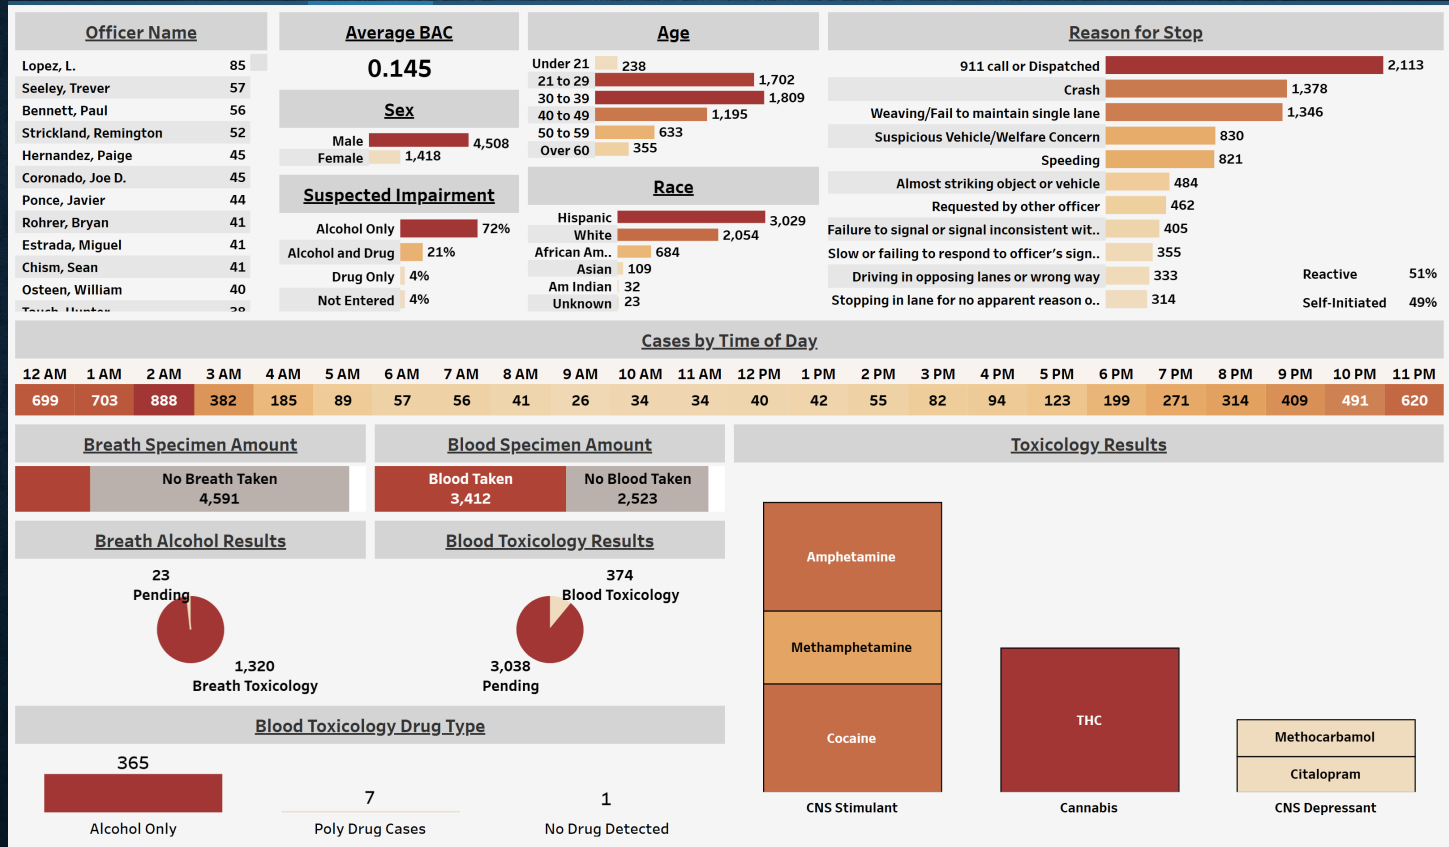 Officer Name
Lopez, L. 85
Seeley, Trever 57
Bennett, Paul 56
Strickland, Remington 52
Hernandez, Paige 45
Coronado, Joe D. 45
Ponce, Javier 44
Rohrer, Bryan 41
Estrada, Miguel 41
Chism, Sean 41
Osteen, William 40
Average BAC
0.145
Sex
Male 4,508
Female 1,418
Suspected Impairment
Alcohol Only 72%
Alcohol and Drug 21%
Drug Only 4%
Not Entered 4%
Age
Under 21 238
21 to 29 1,702
30 to 39 1,809
40 to 49 1,195
50 to 59 633
Over 60 355
Race
Hispanic 3,029
White 2,054
African Am.. 684
Asian 109
Am Indian 32
Unknown 23
Reason for Stop
911 call or Dispatched 2,113
Crash 1,378
Weaving/Fail to maintain single lane 1,346
Suspicious Vehicle/Welfare Concern 830
Speeding 821
Almost striking object or vehicle 484
Requested by other officer 462
Failure to signal or signal inconsistent wit.. 405
Slow or failing to respond to officer's sign.. 355
Driving in opposing lanes or wrong way 333
Stopping in lane for no apparent reason o.. 314
Reactive 51%
Self-Initiated 49%
Cases by Time of Day
12 AM 1 AM 2 AM 3 AM 4 AM 5 AM 6 AM 7 AM 8 AM 9 AM 10 AM 11 AM 12 PM 1 PM 2 PM 3 PM 4 PM 5 PM 6 PM 7 PM 8 PM 9 PM 10 PM 11 PM
699 703 888 382 185 89 57 56 41 26 34 34 40 42 55 82 94 123 199 271 314 409 491 620
Breath Specimen Amount
No Breath Taken
4,591
Blood Specimen Amount
Blood Taken
3,412
No Blood Taken
2,523
Breath Alcohol Results
23
Pending
1,320
Breath Toxicology
Blood Toxicology Results
374
Blood Toxicology
3,038
Pending
Blood Toxicology Drug Type
365
Alcohol Only
7
Poly Drug Cases
1
No Drug Detected
Toxicology Results
Amphetamine
Methamphetamine
Cocaine
CNS Stimulant
THC
Cannabis
Methocarbamol
Citalopram
CNS Depressant